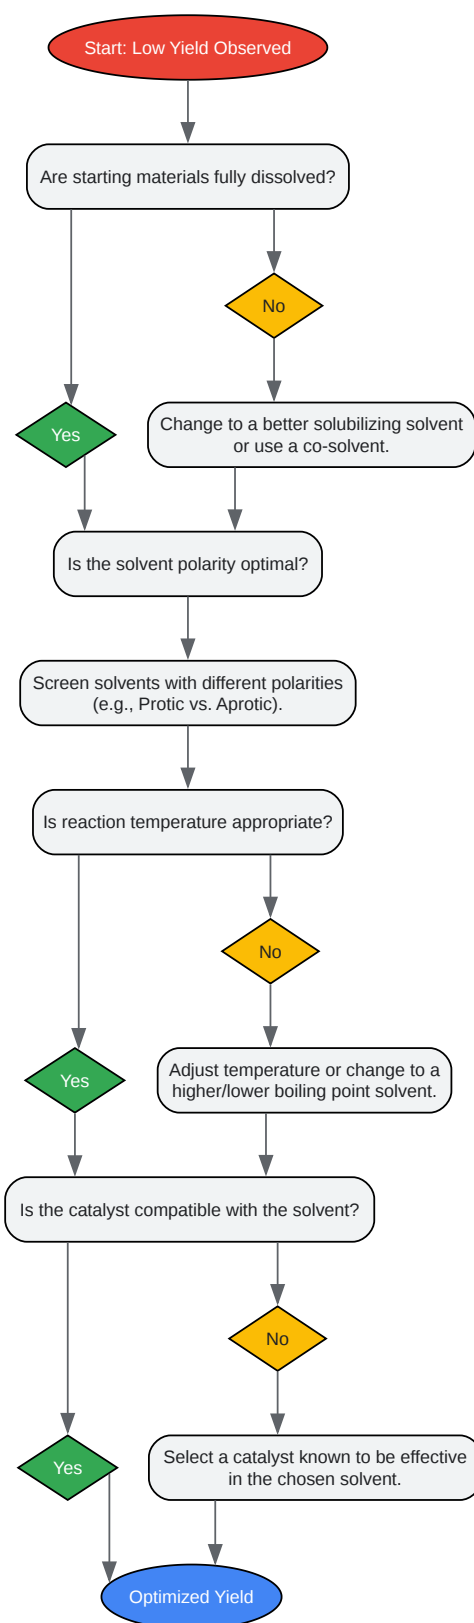 Start: Low Yield Observed
Are starting materials fully dissolved?
No
Yes
Change to a better solubilizing solvent
or use a co-solvent.
Is the solvent polarity optimal?
Screen solvents with different polarities
(e.g., Protic vs. Aprotic).
Is reaction temperature appropriate?
No
Yes
Adjust temperature or change to a
higher/lower boiling point solvent.
Is the catalyst compatible with the solvent?
No
Yes
Select a catalyst known to be effective
in the chosen solvent.
Optimized Yield